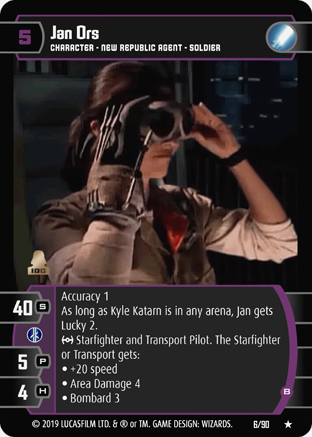 5 Jan Ors
CHARACTER - NEW REPUBLIC AGENT - SOLDIER
Accuracy 1
40 S As long as Kyle Katarn is in any arena, Jan gets
Lucky 2.
Starfighter and Transport Pilot. The Starfighter
or Transport gets:
5 P • +20 speed
• Area Damage 4
4 H • Bombard 3
B
© 2019 LUCASFILM LTD. & ® or TM. GAME DESIGN: WIZARDS. 6/90 ★